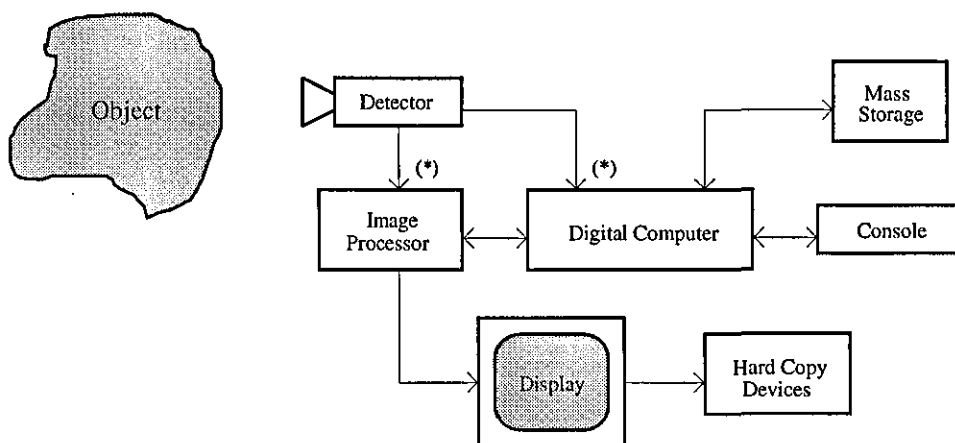 Object
Detector
Mass
Storage
(*)
(*)
Image
Processor
Digital Computer
Console
Display
Hard Copy
Devices